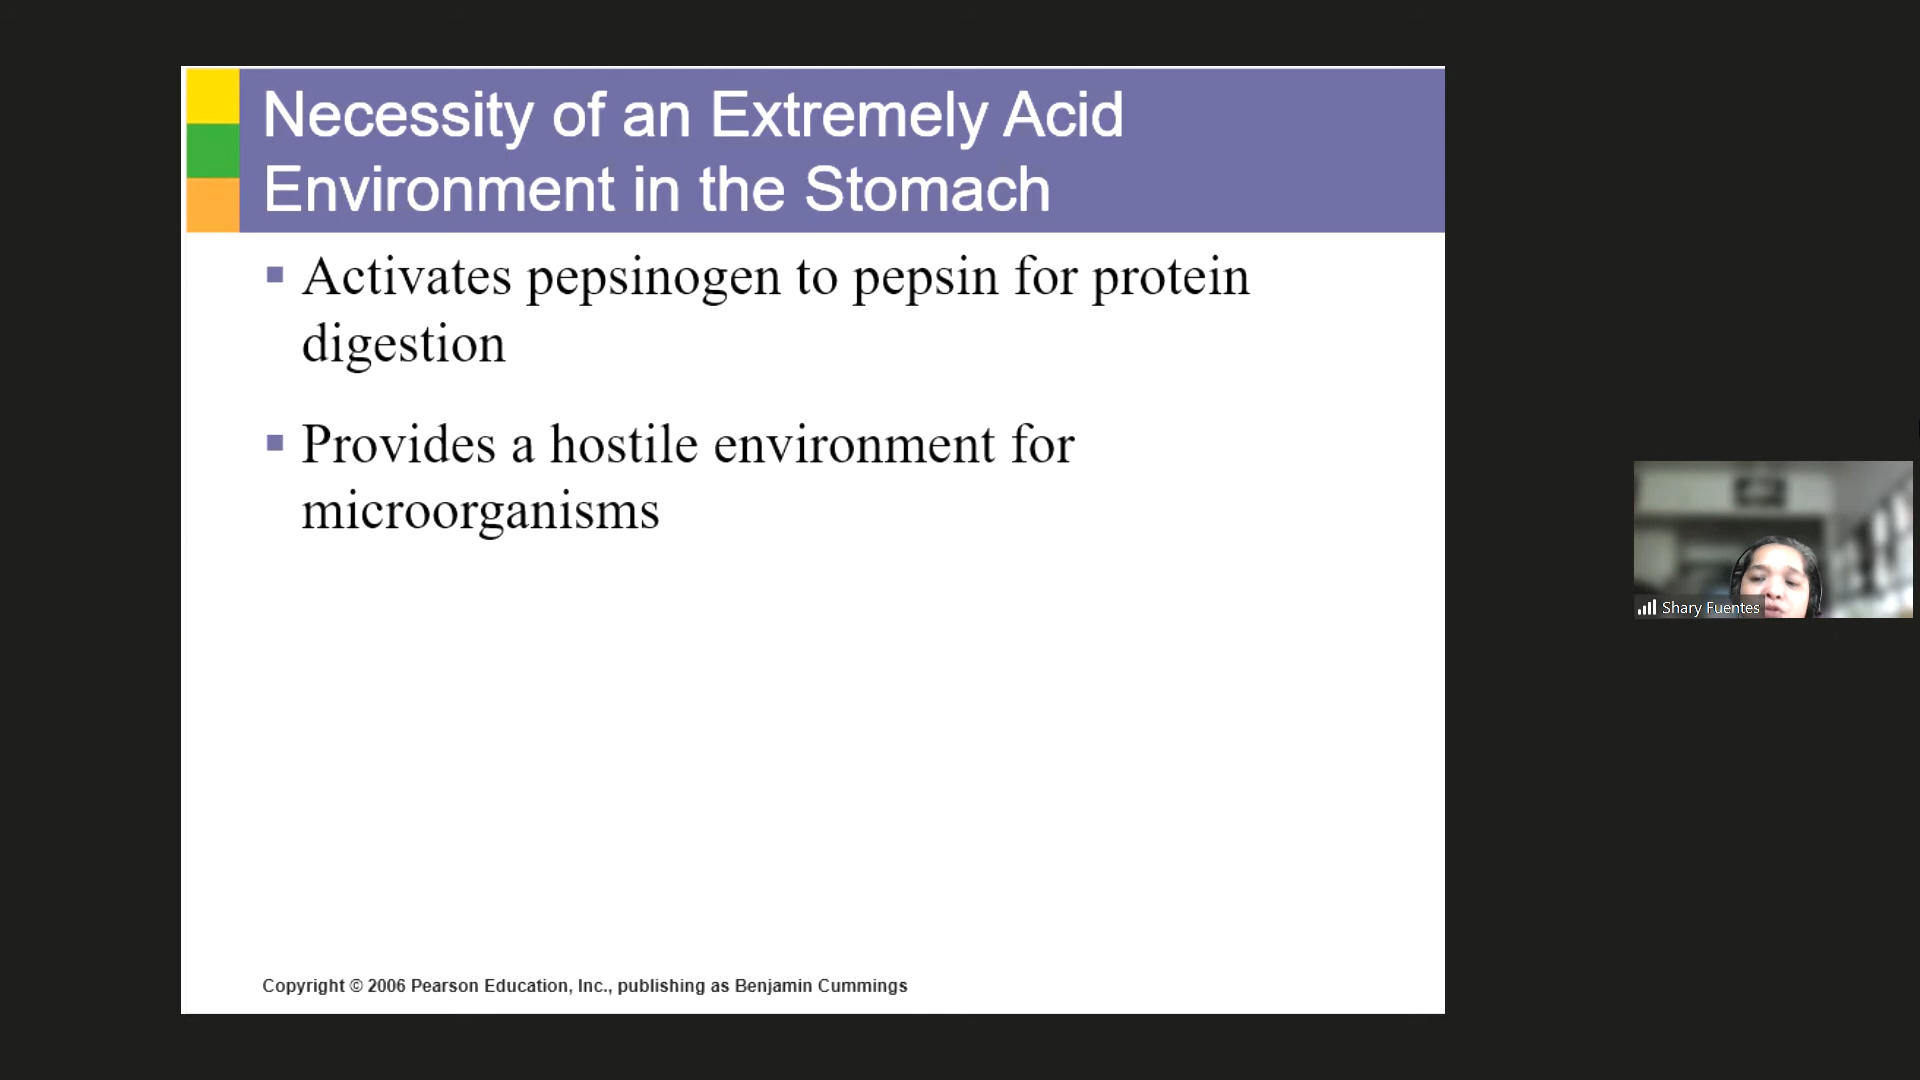 Necessity of an Extremely Acid
Environment in the Stomach
Activates pepsinogen to pepsin for protein
digestion
Provides a hostile environment for
microorganisms
Copyright © 2006 Pearson Education, Inc., publishing as Benjamin Cummings
Shary Fuentes